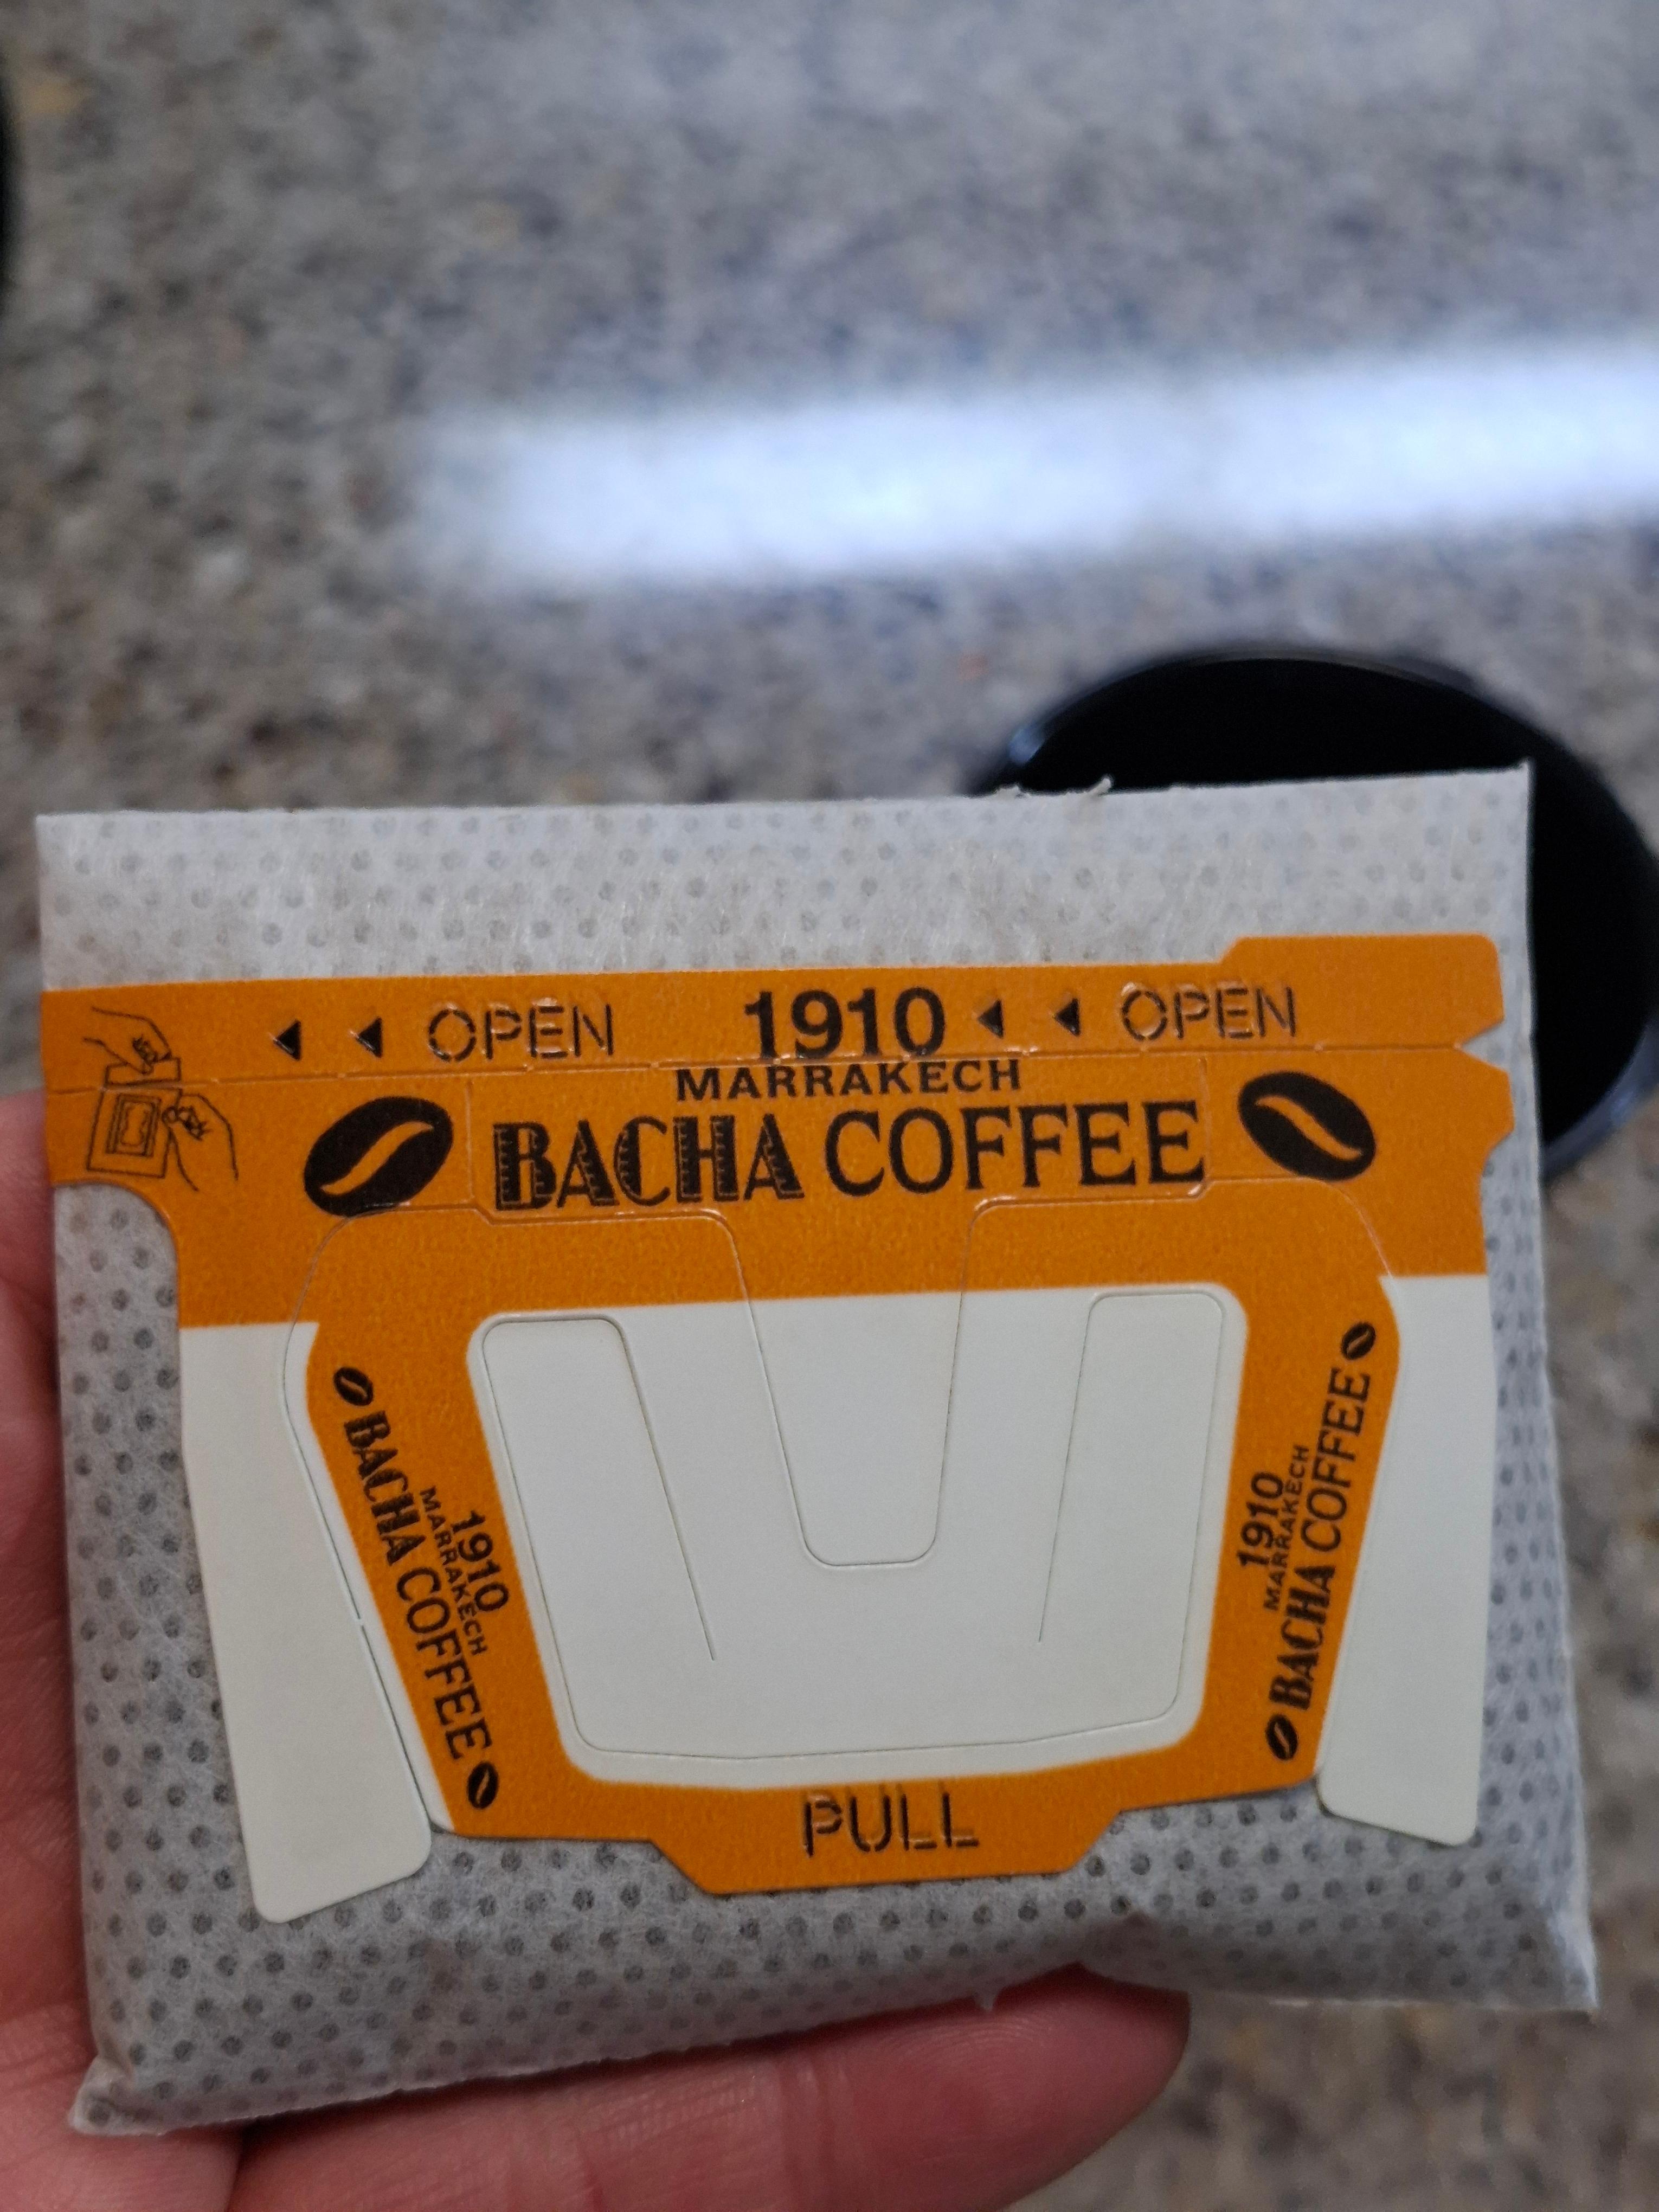 OPEN 1910 OPEN
MARRAKECH
BACHA COFFEE
1910
MARRAKECH
BACHA COFFEE
1910
MARRAKECH
BACHA COFFEE
PULL